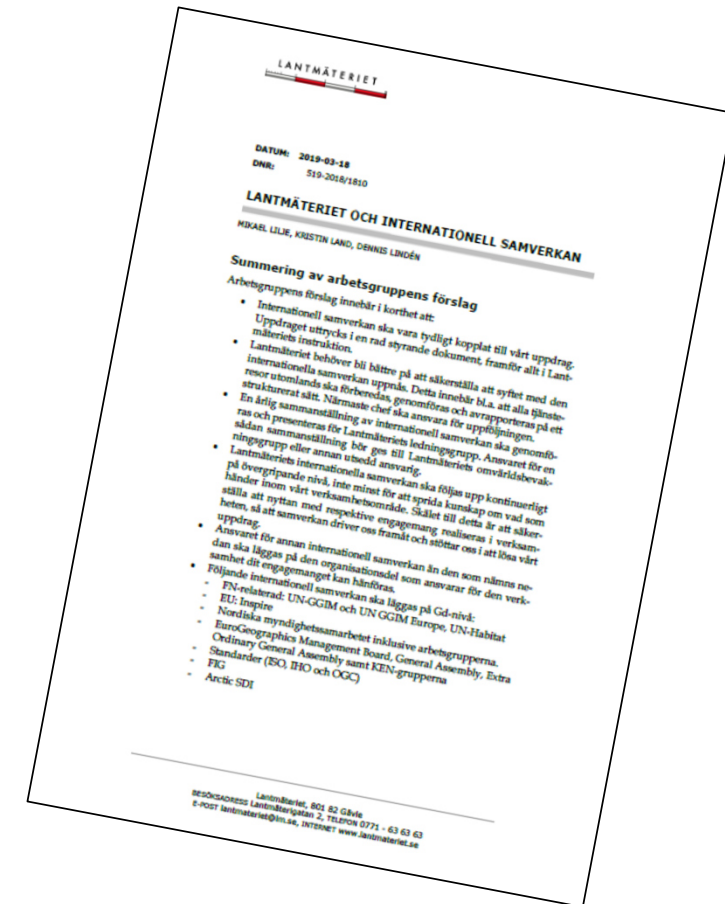 LANTMÄTERIET
DATUM: 2019-03-18
DNR: 519-2018/1810
LANTMÄTERIET OCH INTERNATIONELL SAMVERKAN
MIKAEL LILJE, KRISTIN LAND, DENNIS LINDÉN
Summering av arbetsgruppens förslag
Arbetsgruppens förslag innebär i korthet att:
• Internationell samverkan ska vara tydligt kopplat till vårt uppdrag.
Uppdraget uttrycks i en rad styrande dokument, framför allt i Lant-
mäteriets instruktion.
• Lantmäteriet behöver bli bättre på att säkerställa att syftet med den
internationella samverkan uppnås. Detta innebär bl.a. att alla tjänste-
resor utomlands ska förberedas, genomföras och avrapporteras på ett
strukturerat sätt. Närmaste chef ska ansvara för uppföljningen.
• En årlig sammanställning av internationell samverkan ska genomfö-
ras och presenteras för Lantmäteriets ledningsgrupp. Ansvaret för en
sådan sammanställning bör ges till Lantmäteriets omvärldsbevak-
ningsgrupp eller annan utsedd ansvarig.
• Lantmäteriets internationella samverkan ska följas upp kontinuerligt
på övergripande nivå, inte minst för att sprida kunskap om vad som
händer inom vårt verksamhetsområde. Skälet till detta är att säker-
ställa att nyttan med respektive engagemang realiseras i verksam-
heten, så att samverkan driver oss framåt och stöttar oss i att lösa vårt
uppdrag.
• Ansvaret för annan internationell samverkan än den som nämns ne-
dan ska läggas på den organisationsdel som ansvarar för den verk-
samhet dit engagemanget kan hänföras.
• Följande internationell samverkan ska läggas på Gd-nivå:
- FN-relaterad: UN-GGIM och UN GGIM Europe, UN-Habitat
- EU: Inspire
- Nordiska myndighetssamarbetet inklusive arbetsgrupperna.
- EuroGeographics Management Board, General Assembly, Extra
Ordinary General Assembly samt KEN-grupperna
- Standarder (ISO, IHO och OGC)
- FIG
- Arctic SDI
Lantmäteriet, 801 82 Gävle
BESÖKSADRESS Lantmäterigatan 2, TELEFON 0771 - 63 63 63
E-POST lantmateriet@lm.se, INTERNET www.lantmateriet.se